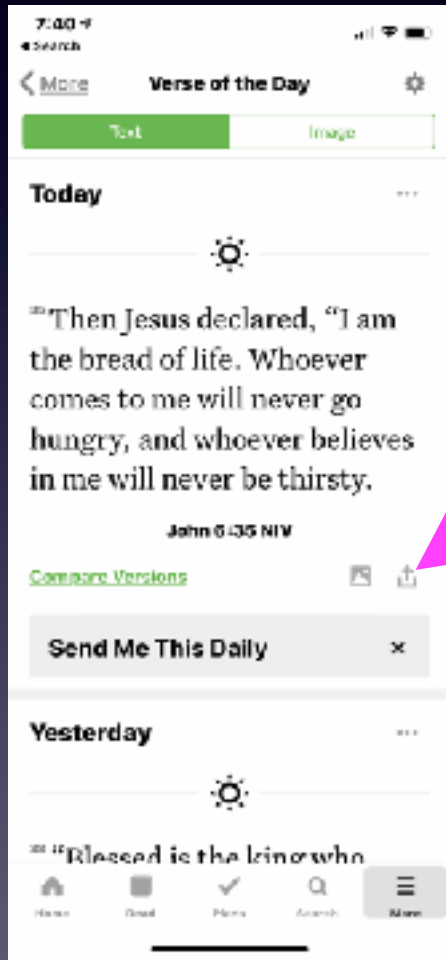 7:40
Search
More Verse of the Day
Text Image
Today
Then Jesus declared, “I am
the bread of life. Whoever
comes to me will never go
hungry, and whoever believes
in me will never be thirsty.
John 6:35 NIV
Compare Versions
Send Me This Daily ×
Yesterday
“Blessed is the king who
Home Read Plans Search More